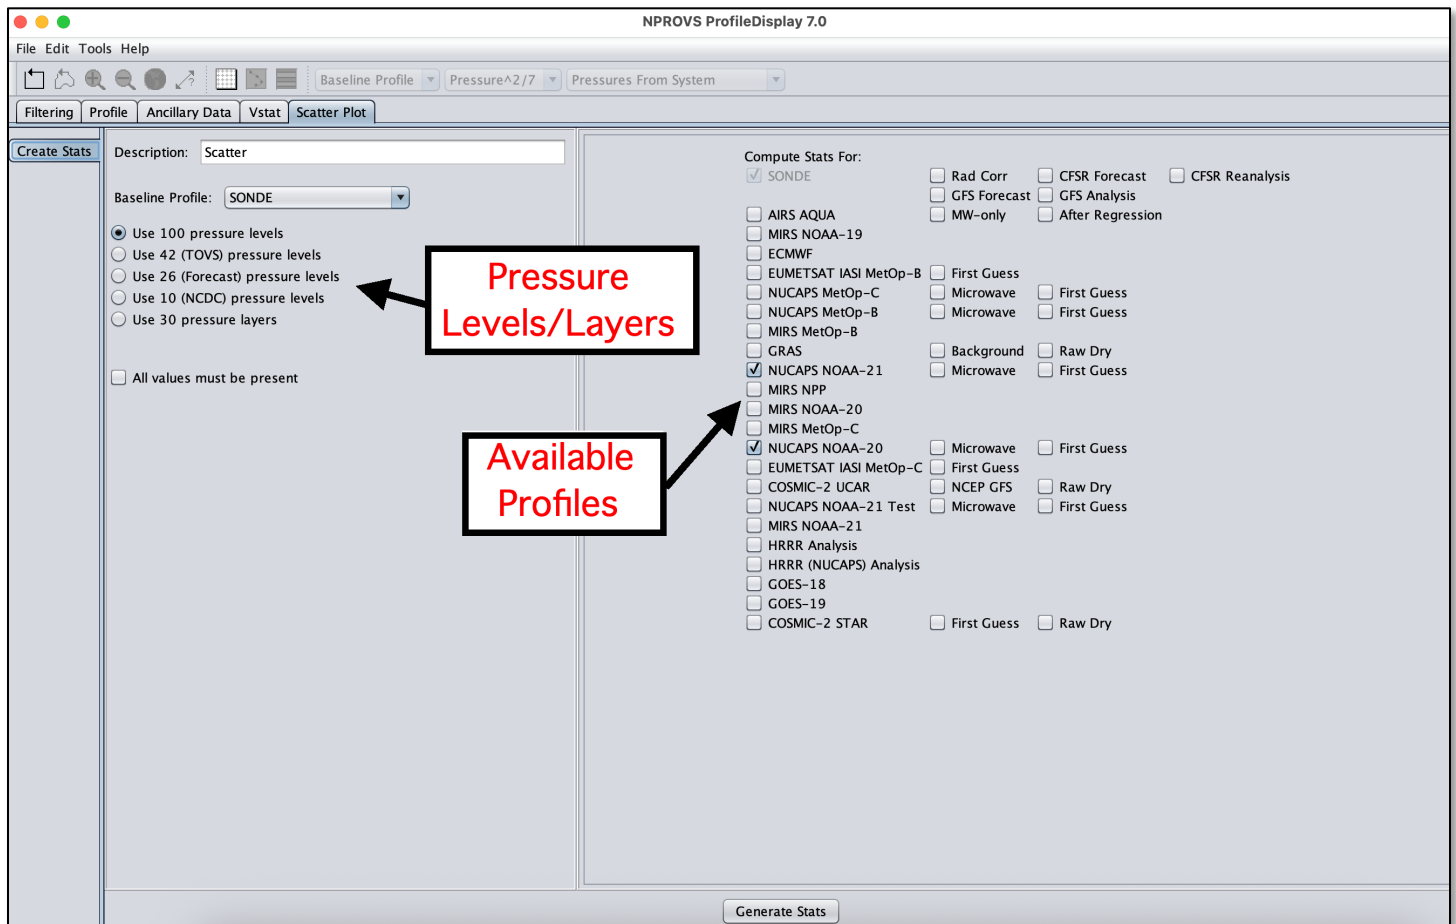 NPROVS ProfileDisplay 7.0
File Edit Tools Help
Baseline Profile Pressure^2/7 Pressures From System
Filtering Profile Ancillary Data Vstat Scatter Plot
Create Stats
Description: Scatter
Baseline Profile: SONDE
Use 100 pressure levels
Use 42 (TOVS) pressure levels
Use 26 (Forecast) pressure levels
Use 10 (NCDC) pressure levels
Use 30 pressure layers
All values must be present
Pressure
Levels/Layers
Available
Profiles
Compute Stats For:
SONDE Rad Corr CFSR Forecast CFSR Reanalysis
GFS Forecast GFS Analysis
AIRS AQUA MW-only After Regression
MIRS NOAA-19
ECMWF
EUMETSAT IASI MetOp-B First Guess
NUCAPS MetOp-C Microwave First Guess
NUCAPS MetOp-B Microwave First Guess
MIRS MetOp-B
GRAS Background Raw Dry
NUCAPS NOAA-21 Microwave First Guess
MIRS NPP
MIRS NOAA-20
MIRS MetOp-C
NUCAPS NOAA-20 Microwave First Guess
EUMETSAT IASI MetOp-C First Guess
COSMIC-2 UCAR NCEP GFS Raw Dry
NUCAPS NOAA-21 Test Microwave First Guess
MIRS NOAA-21
HRRR Analysis
HRRR (NUCAPS) Analysis
GOES-18
GOES-19
COSMIC-2 STAR First Guess Raw Dry
Generate Stats